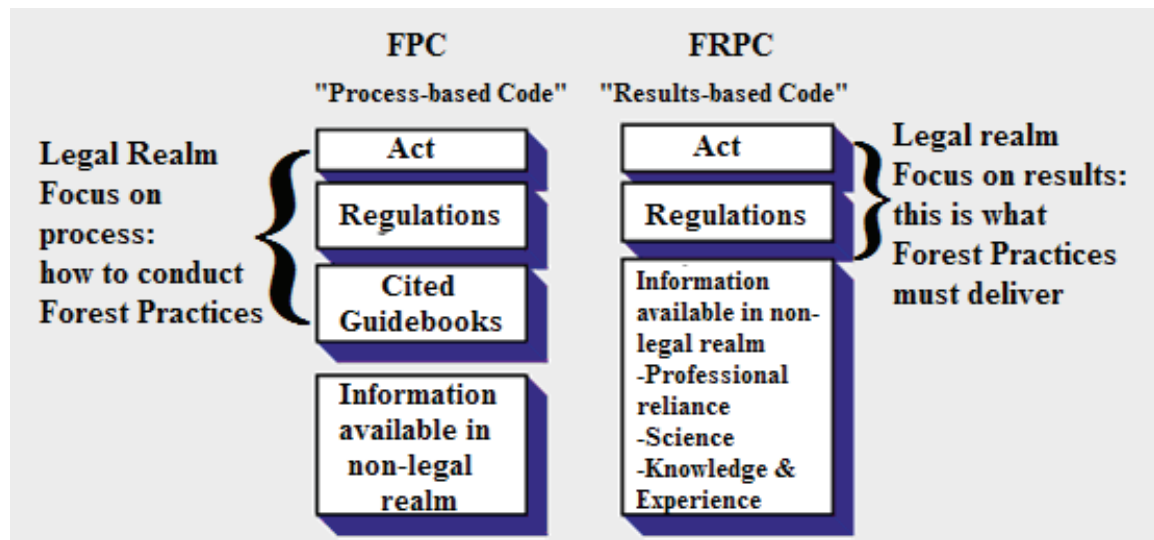 FPC
"Process-based Code"
Legal Realm
Focus on
process:
how to conduct
Forest Practices
Act
Regulations
Cited
Guidebooks
Information
available in
non-legal
realm
FRPC
"Results-based Code"
Act
Regulations
Information
available in non-
legal realm
-Professional
reliance
-Science
-Knowledge &
Experience
Legal realm
Focus on results:
this is what
Forest Practices
must deliver